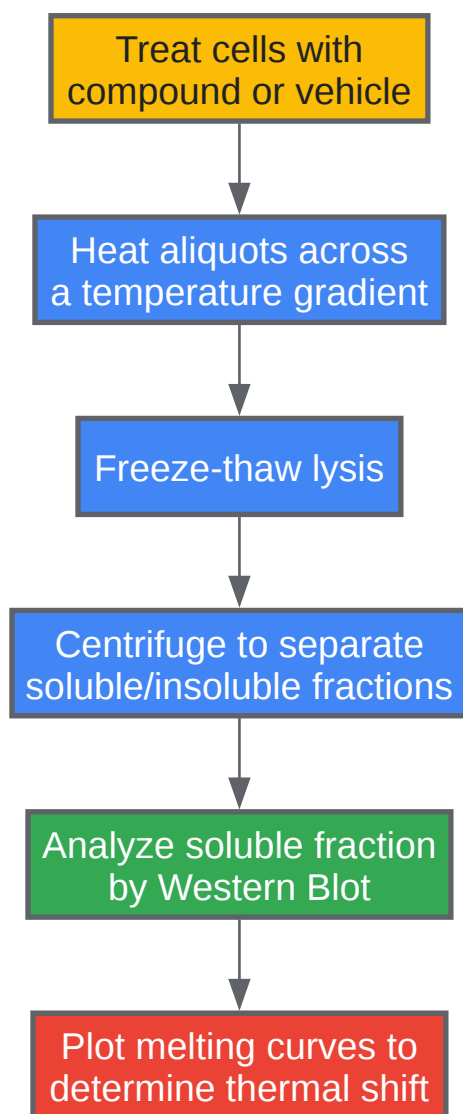 Treat cells with
compound or vehicle
Heat aliquots across
a temperature gradient
Freeze-thaw lysis
Centrifuge to separate
soluble/insoluble fractions
Analyze soluble fraction
by Western Blot
Plot melting curves to
determine thermal shift